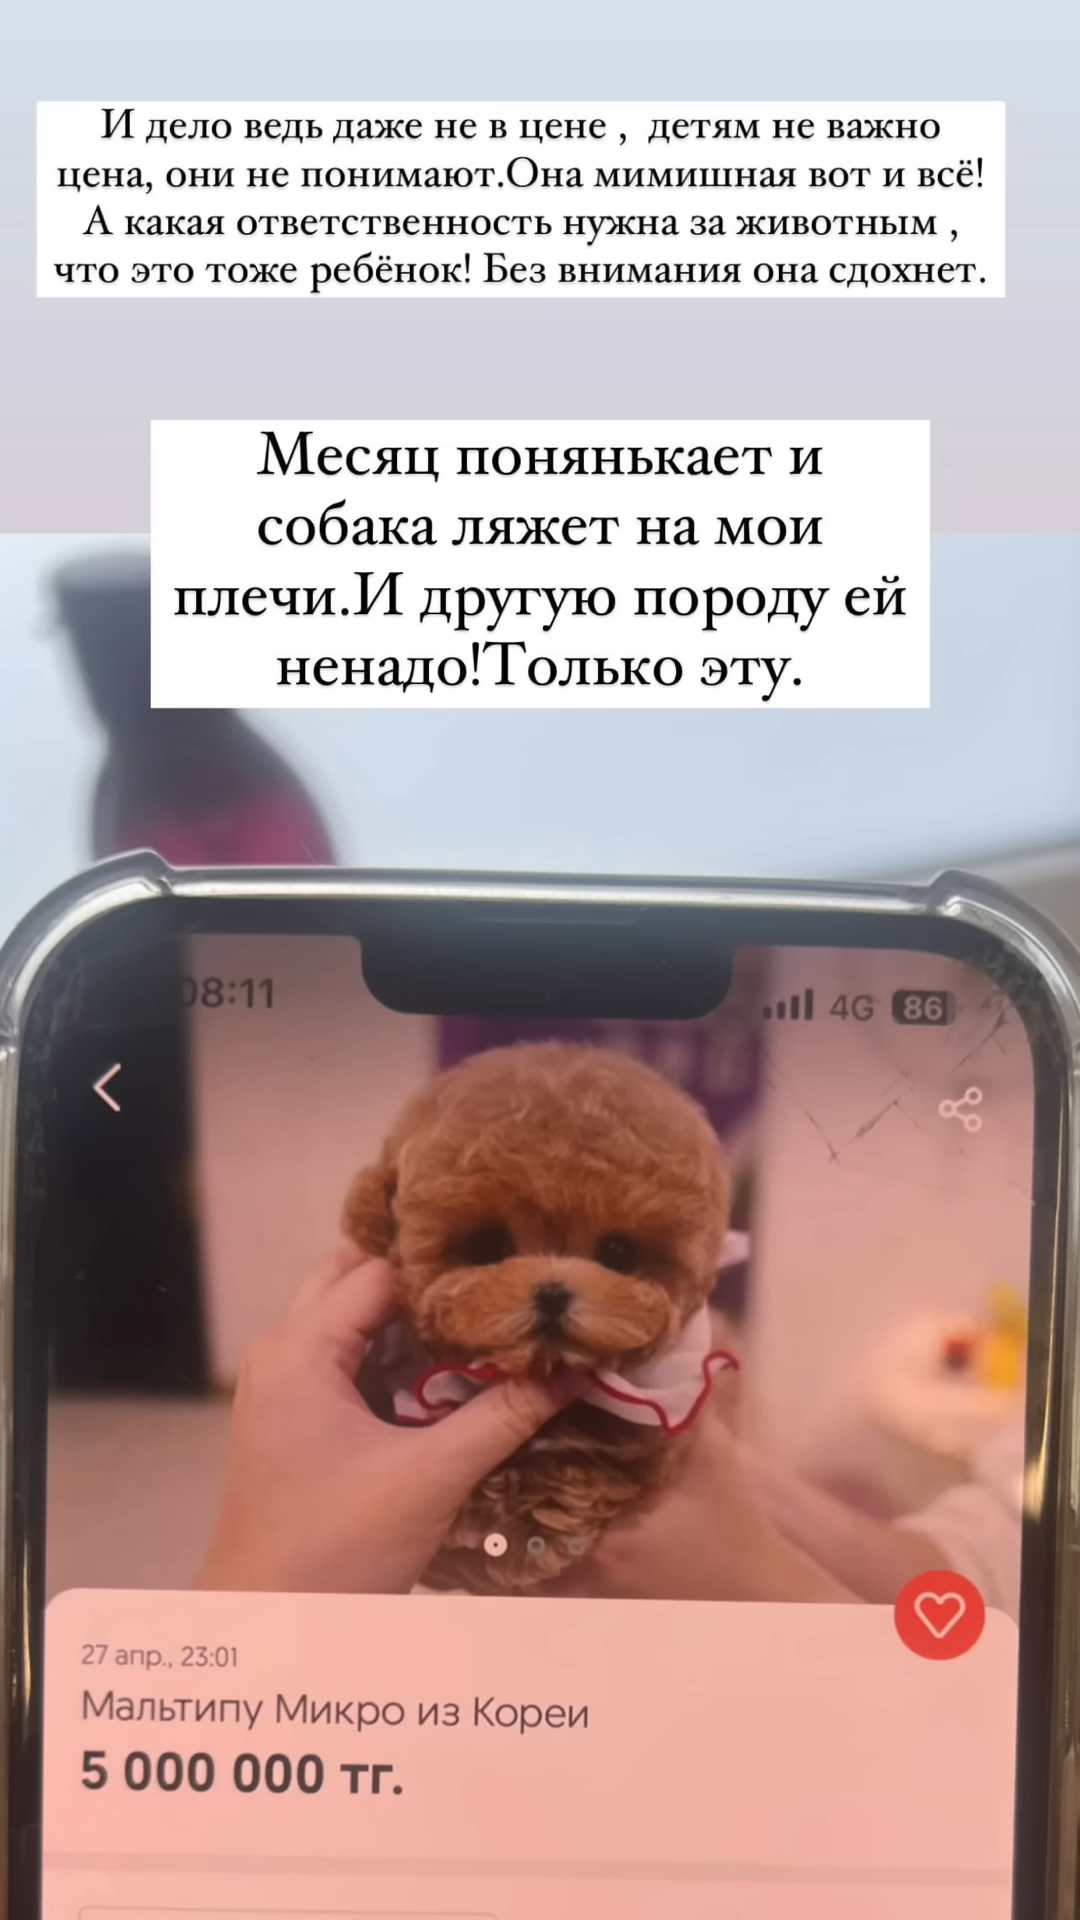 И дело ведь даже не в цене , детям не важно
цена, они не понимают.Она мимишная вот и всё!
А какая ответственность нужна за животным ,
что это тоже ребёнок! Без внимания она сдохнет.
Месяц понянькает и
собака ляжет на мои
плечи.И другую породу ей
ненадо!Только эту.
08:11
4G 86
27 апр., 23:01
Мальтипу Микро из Кореи
5 000 000 тг.